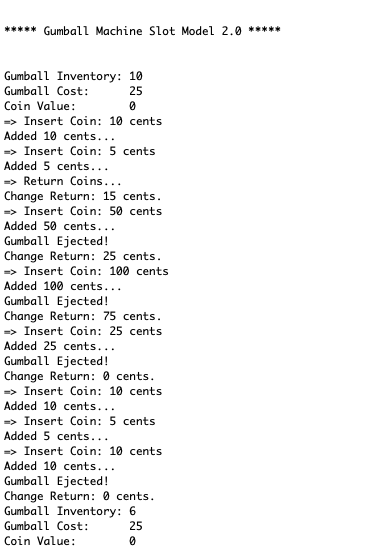 ***** Gumball Machine Slot Model 2.0 *****
Gumball Inventory: 10
Gumball Cost:      25
Coin Value:        0
=> Insert Coin: 10 cents
Added 10 cents...
=> Insert Coin: 5 cents
Added 5 cents...
=> Return Coins...
Change Return: 15 cents.
=> Insert Coin: 50 cents
Added 50 cents...
Gumball Ejected!
Change Return: 25 cents.
=> Insert Coin: 100 cents
Added 100 cents...
Gumball Ejected!
Change Return: 75 cents.
=> Insert Coin: 25 cents
Added 25 cents...
Gumball Ejected!
Change Return: 0 cents.
=> Insert Coin: 10 cents
Added 10 cents...
=> Insert Coin: 5 cents
Added 5 cents...
=> Insert Coin: 10 cents
Added 10 cents...
Gumball Ejected!
Change Return: 0 cents.
Gumball Inventory: 6
Gumball Cost:      25
Coin Value:        0